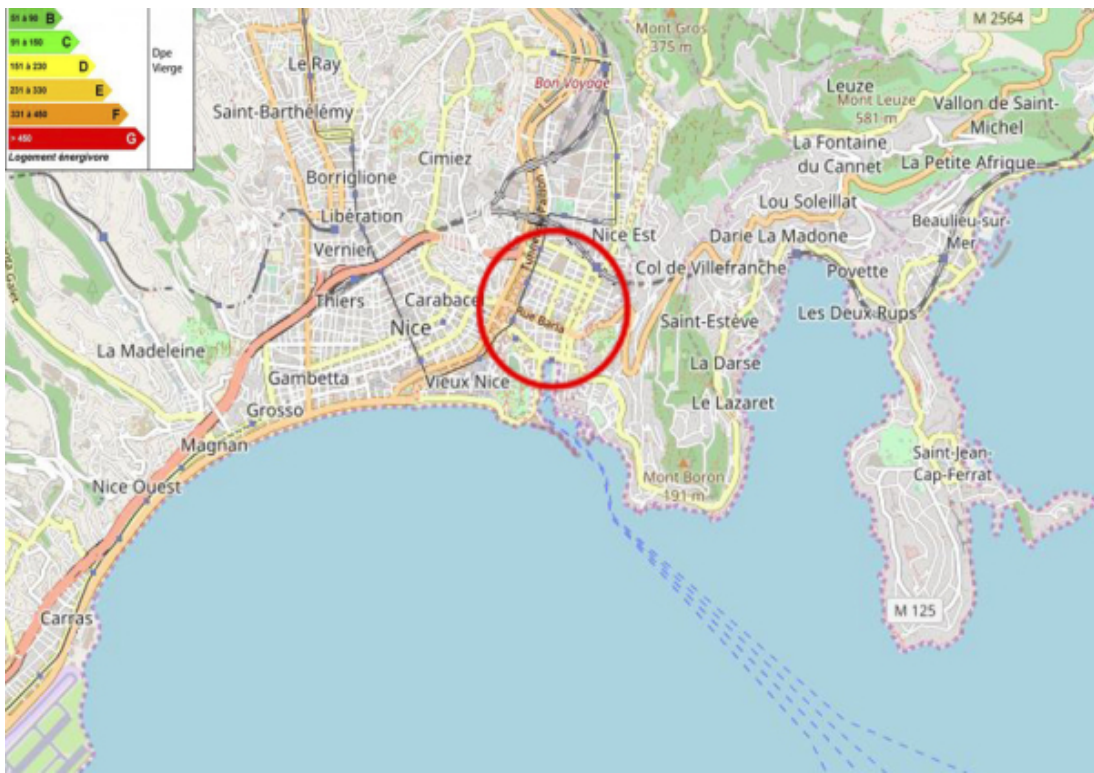 51 à 90 B
91 à 150 C
151 à 230 D
231 à 330 E
331 à 450 F
> 450 G
Logement énergivore
Dpe
Vierge
M 2564
Mont Gros
375 m
Le Ray
Bon Voyage
Leuze
Mont Leuze
581 m
Vallon de Saint-
Michel
Saint-Barthélémy
La Fontaine
du Cannet
Cimiez
La Petite Afrique
Borriglione
Lou Soleillat
Libération
Beaulieu-sur-
Mer
Nice Est
Darie La Madone
Vernier
Col de Villefranche
Povette
Thiers
Carabacel
Rue Barla
Saint-Estève
Les Deux Rups
Nice
La Madeleine
La Darse
Gambetta
Vieux Nice
Le Lazaret
Grosso
Magnan
Saint-Jean-
Cap-Ferrat
Nice Ouest
Mont Boron
191 m
M 125
Carras